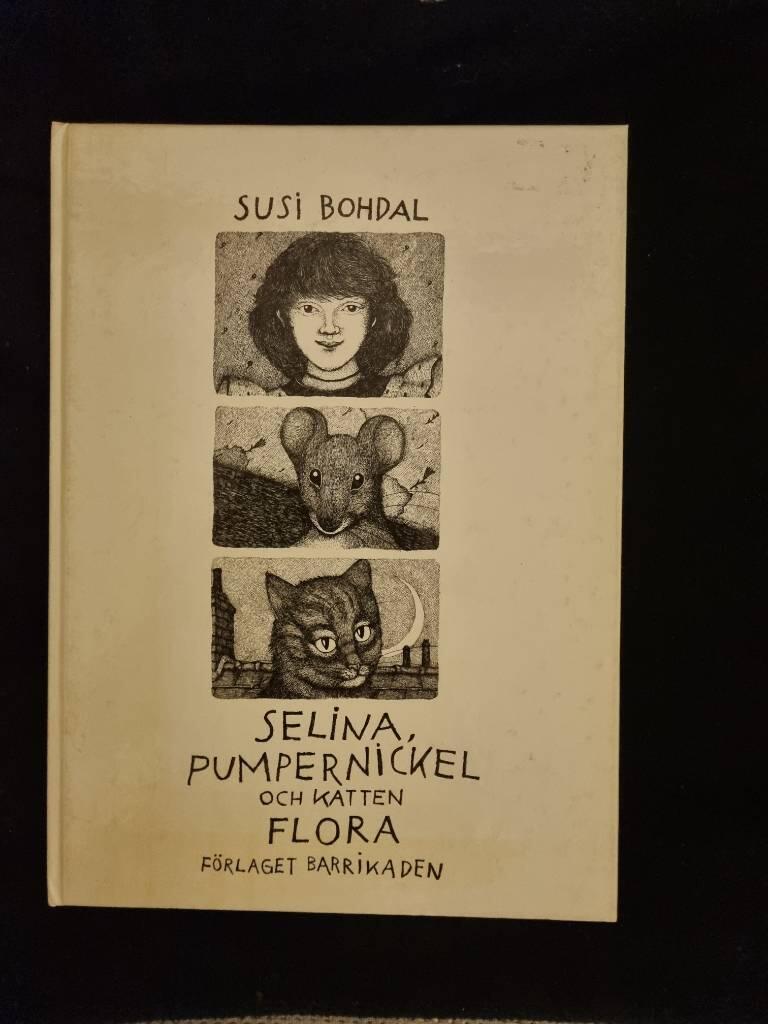 SUSI BOHDAL
SELINA,
PUMPERNICKEL
OCH KATTEN
FLORA
FÖRLAGET BARRIKADEN